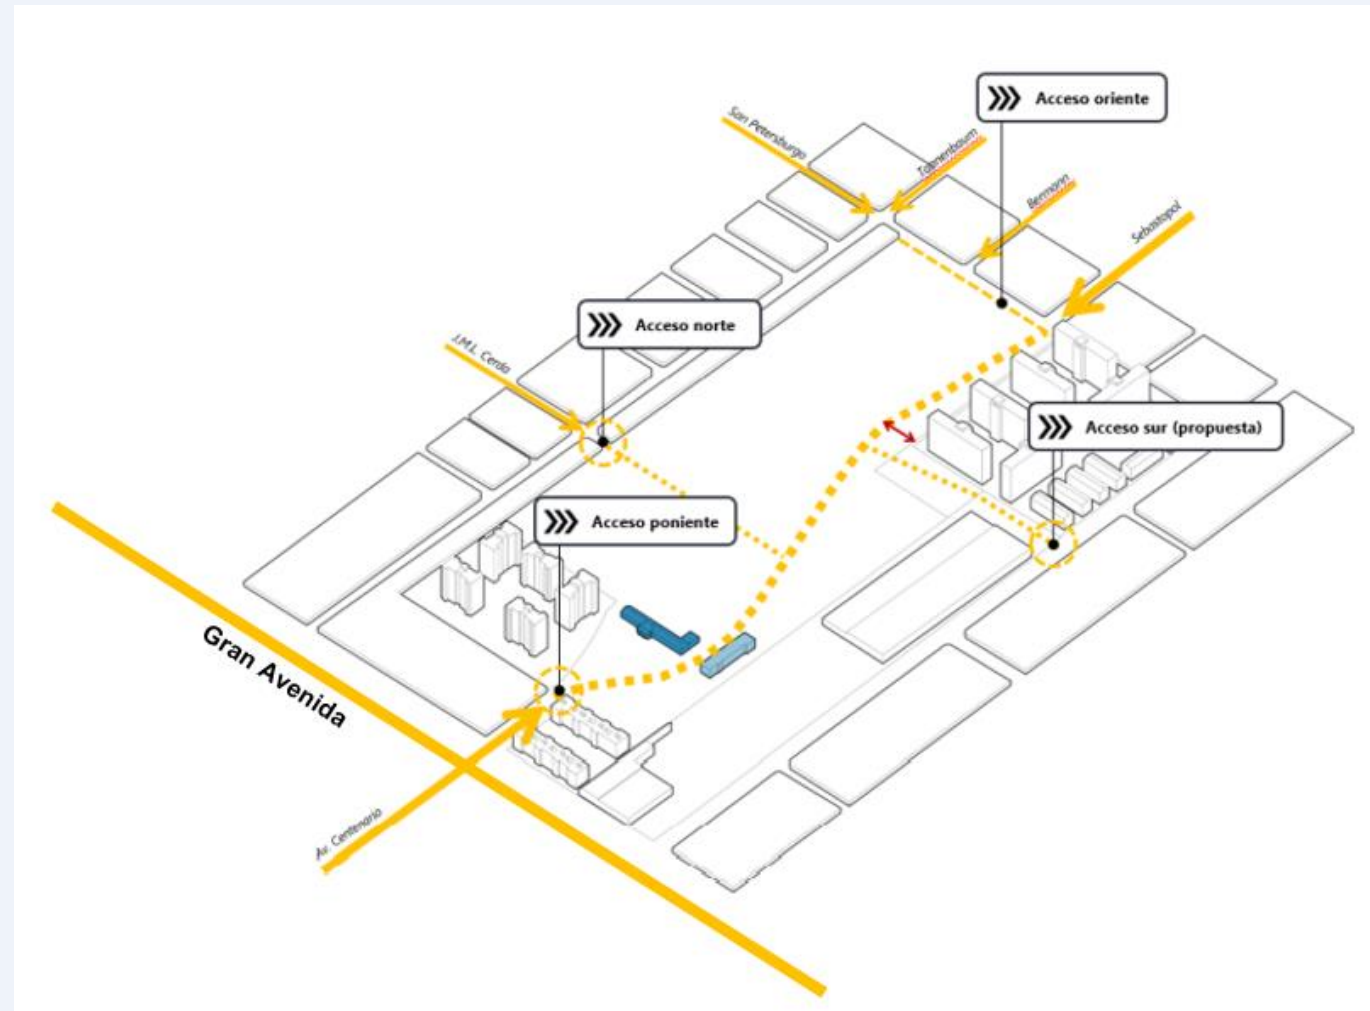 Acceso oriente
San Petersburgo
Tannenbaum
Bermann
Sebastopol
Acceso norte
J.M.L. Cerda
Acceso sur (propuesta)
Acceso poniente
Gran Avenida
Av. Centenario